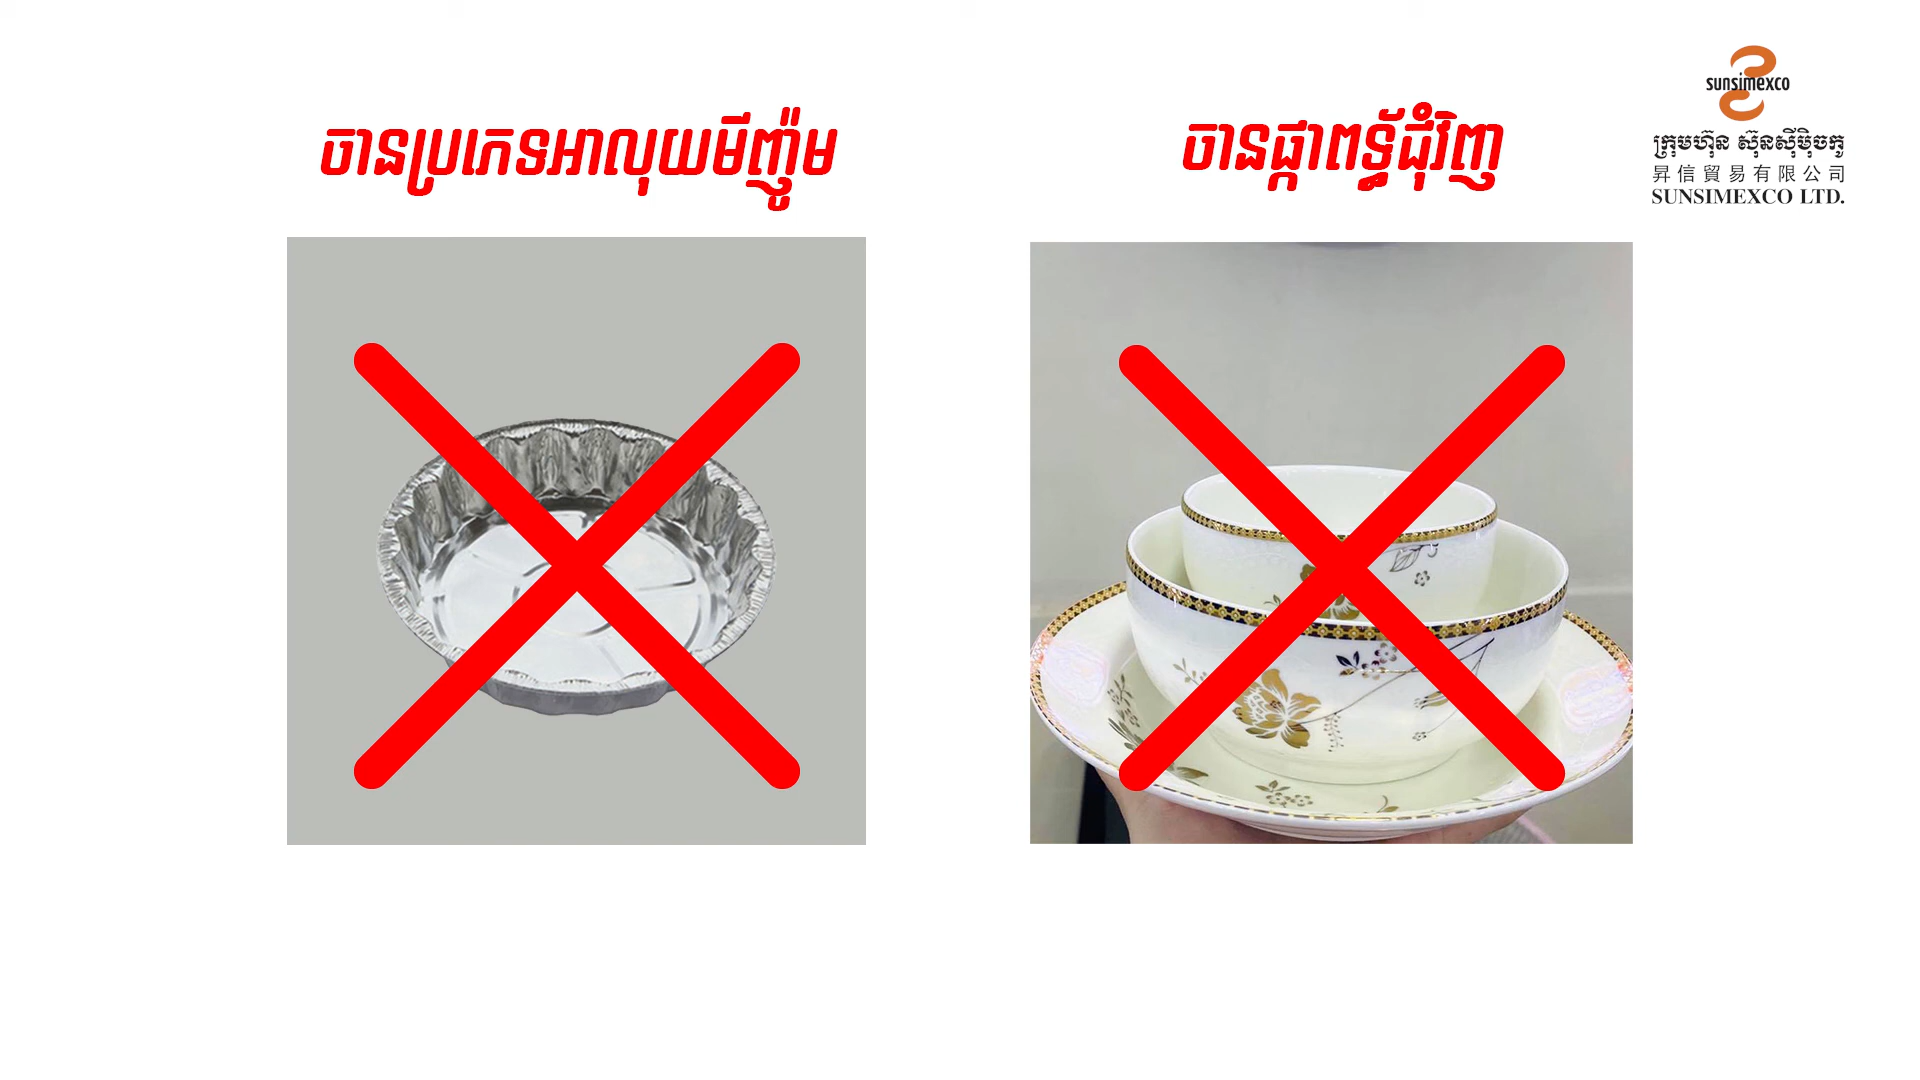 ចានប្រភេទអាលុយមីញ៉ូម
ចានផ្កាពទ្ធ័ជុំវិញ
sunsimexco
ក្រុមហ៊ុន ស៊ុនស៊ីម៉ិចកូ
昇信貿易有限公司
SUNSIMEXCO LTD.